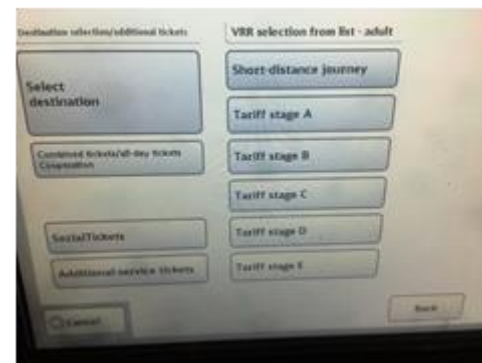 Destination selection/additional tickets
VRR selection from list - adult
Select
destination
Combined tickets/all-day tickets
Cooperation
SozialTickets
Additional service tickets
Cancel
Short-distance journey
Tariff stage A
Tariff stage B
Tariff stage C
Tariff stage D
Tariff stage E
Back